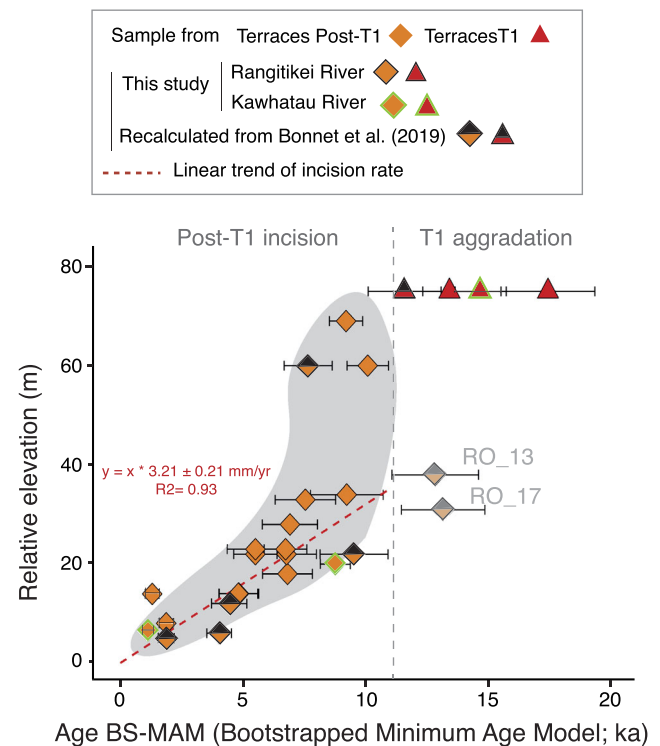 Sample from Terraces Post-T1 TerracesT1
This study
Rangitikei River
Kawhatau River
Recalculated from Bonnet et al. (2019)
Linear trend of incision rate
Post-T1 incision T1 aggradation
80
60
40
20
0
Relative elevation (m)
y = x * 3.21 ± 0.21 mm/yr
R2= 0.93
RO_13
RO_17
0 5 10 15 20
Age BS-MAM (Bootstrapped Minimum Age Model; ka)